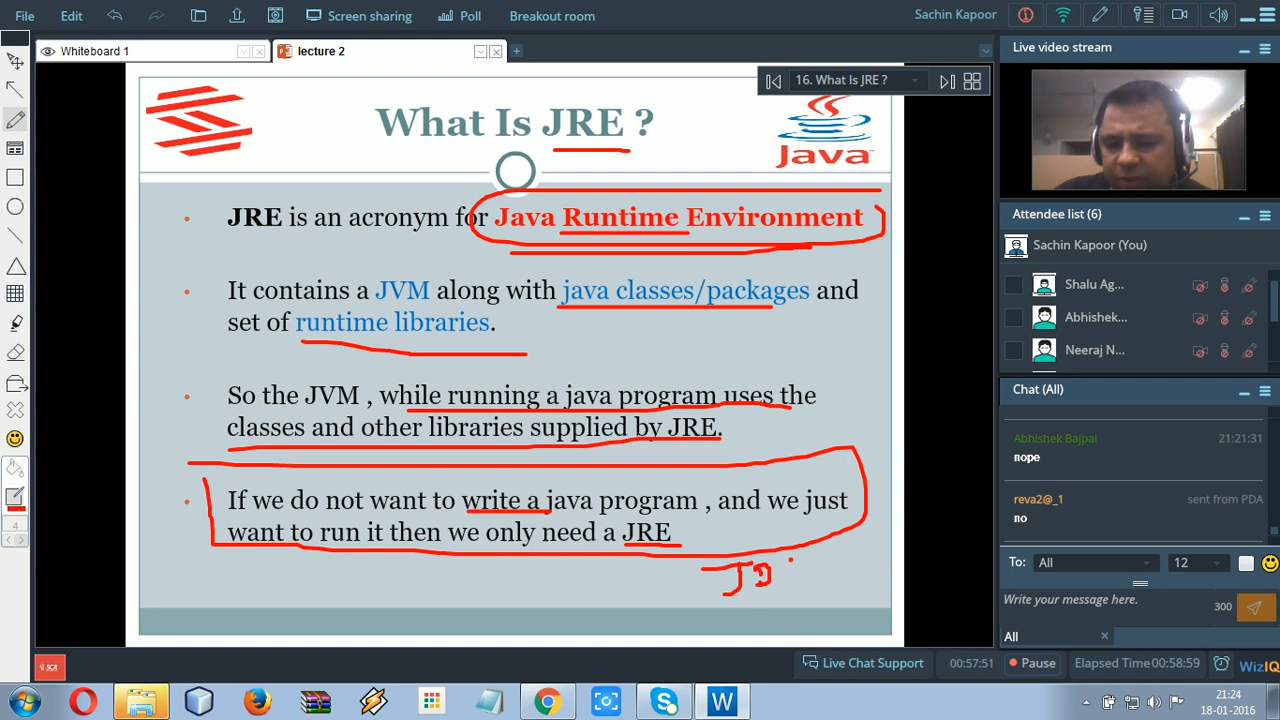 File Edit Screen sharing Poll Breakout room Sachin Kapoor
Whiteboard 1 lecture 2
16. What Is JRE ?
What Is JRE ?
Java
JRE is an acronym for Java Runtime Environment
It contains a JVM along with java classes/packages and
set of runtime libraries.
So the JVM , while running a java program uses the
classes and other libraries supplied by JRE.
If we do not want to write a java program , and we just
want to run it then we only need a JRE
JD
4
Live video stream
Attendee list (6)
Sachin Kapoor (You)
Shalu Ag...
Abhishek...
Neeraj N...
Chat (All)
Abhishek Bajpai 21:21:31
nope
reva2@_1 sent from PDA
no
To: All 12
Write your message here. 300
All
SCA
Live Chat Support 00:57:51 Pause Elapsed Time 00:58:59 WizIQ
W
21:24
18-01-2016